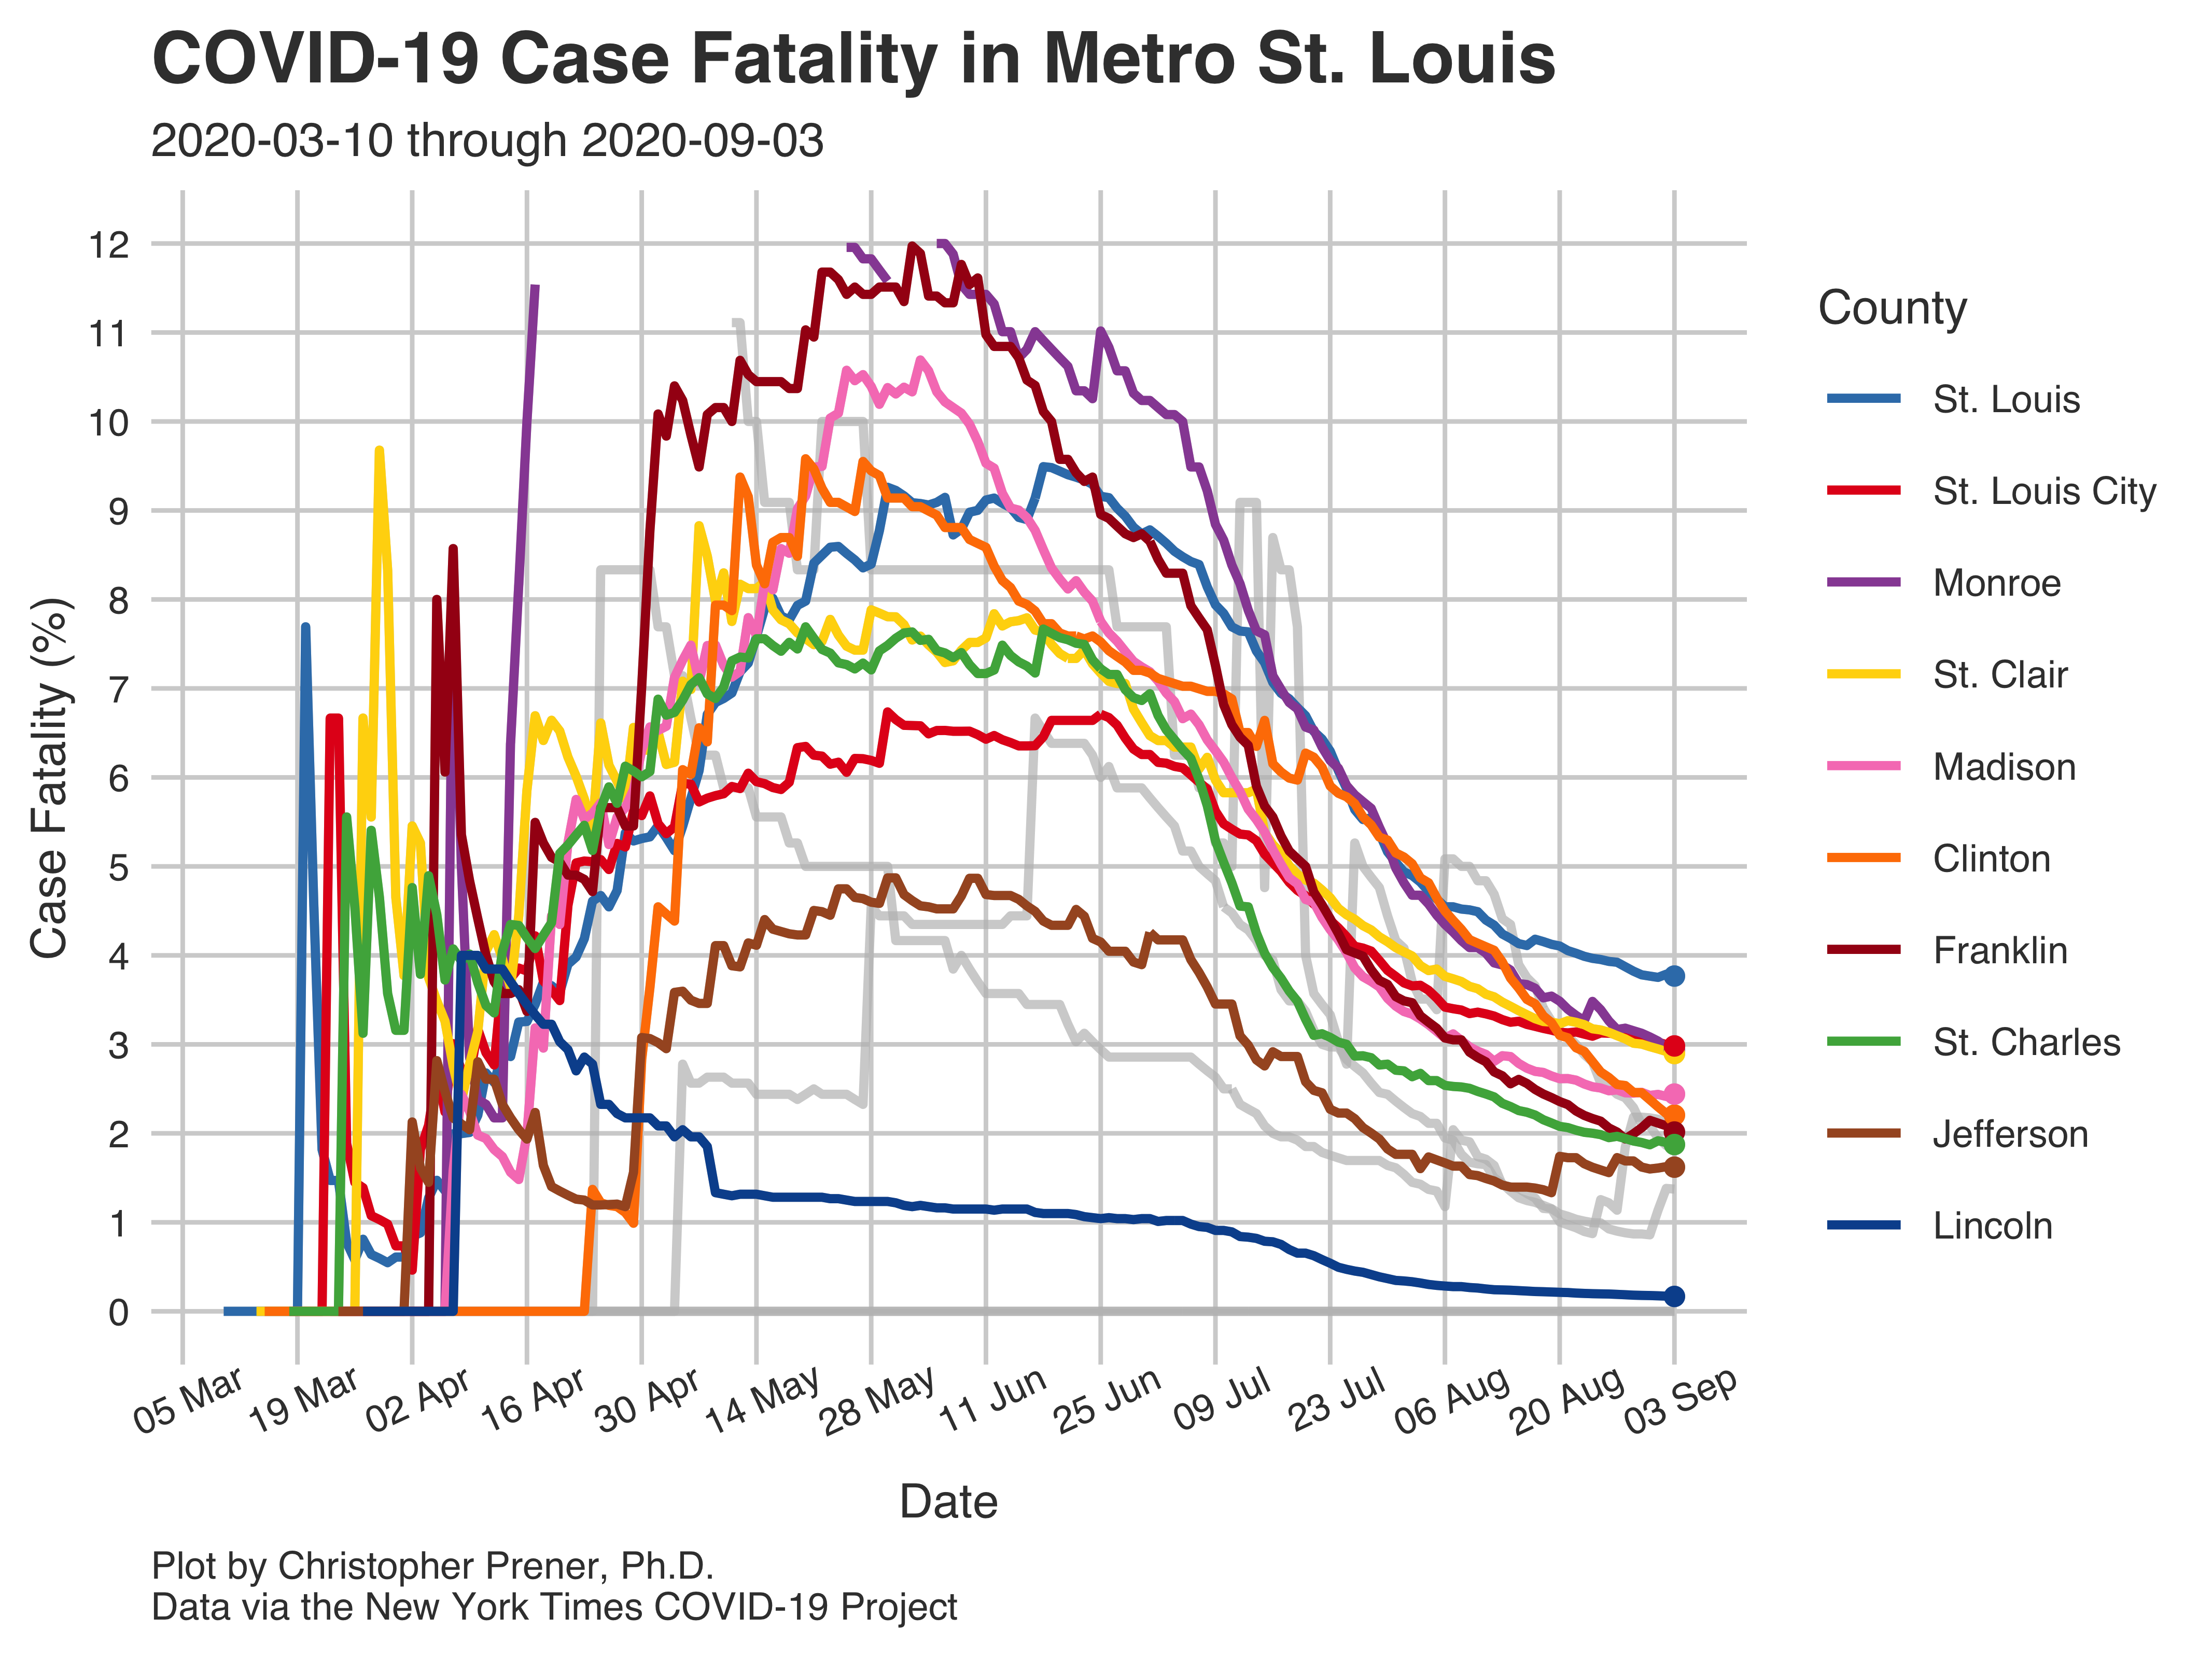 COVID-19 Case Fatality in Metro St. Louis
2020-03-10 through 2020-09-03
Case Fatality (%)
12
11
10
9
8
7
6
5
4
3
2
1
0
05 Mar
19 Mar
02 Apr
16 Apr
30 Apr
14 May
28 May
11 Jun
25 Jun
09 Jul
23 Jul
06 Aug
20 Aug
03 Sep
Date
County
St. Louis
St. Louis City
Monroe
St. Clair
Madison
Clinton
Franklin
St. Charles
Jefferson
Lincoln
Plot by Christopher Prener, Ph.D.
Data via the New York Times COVID-19 Project